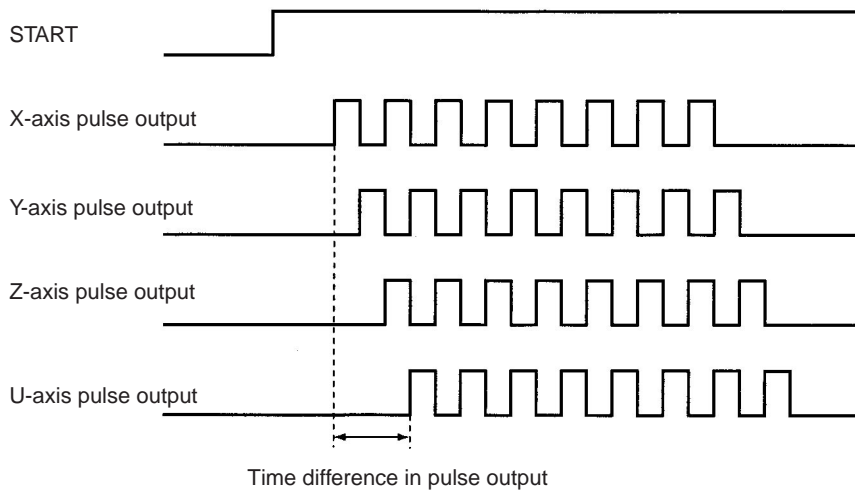 START
X-axis pulse output
Y-axis pulse output
Z-axis pulse output
U-axis pulse output
Time difference in pulse output